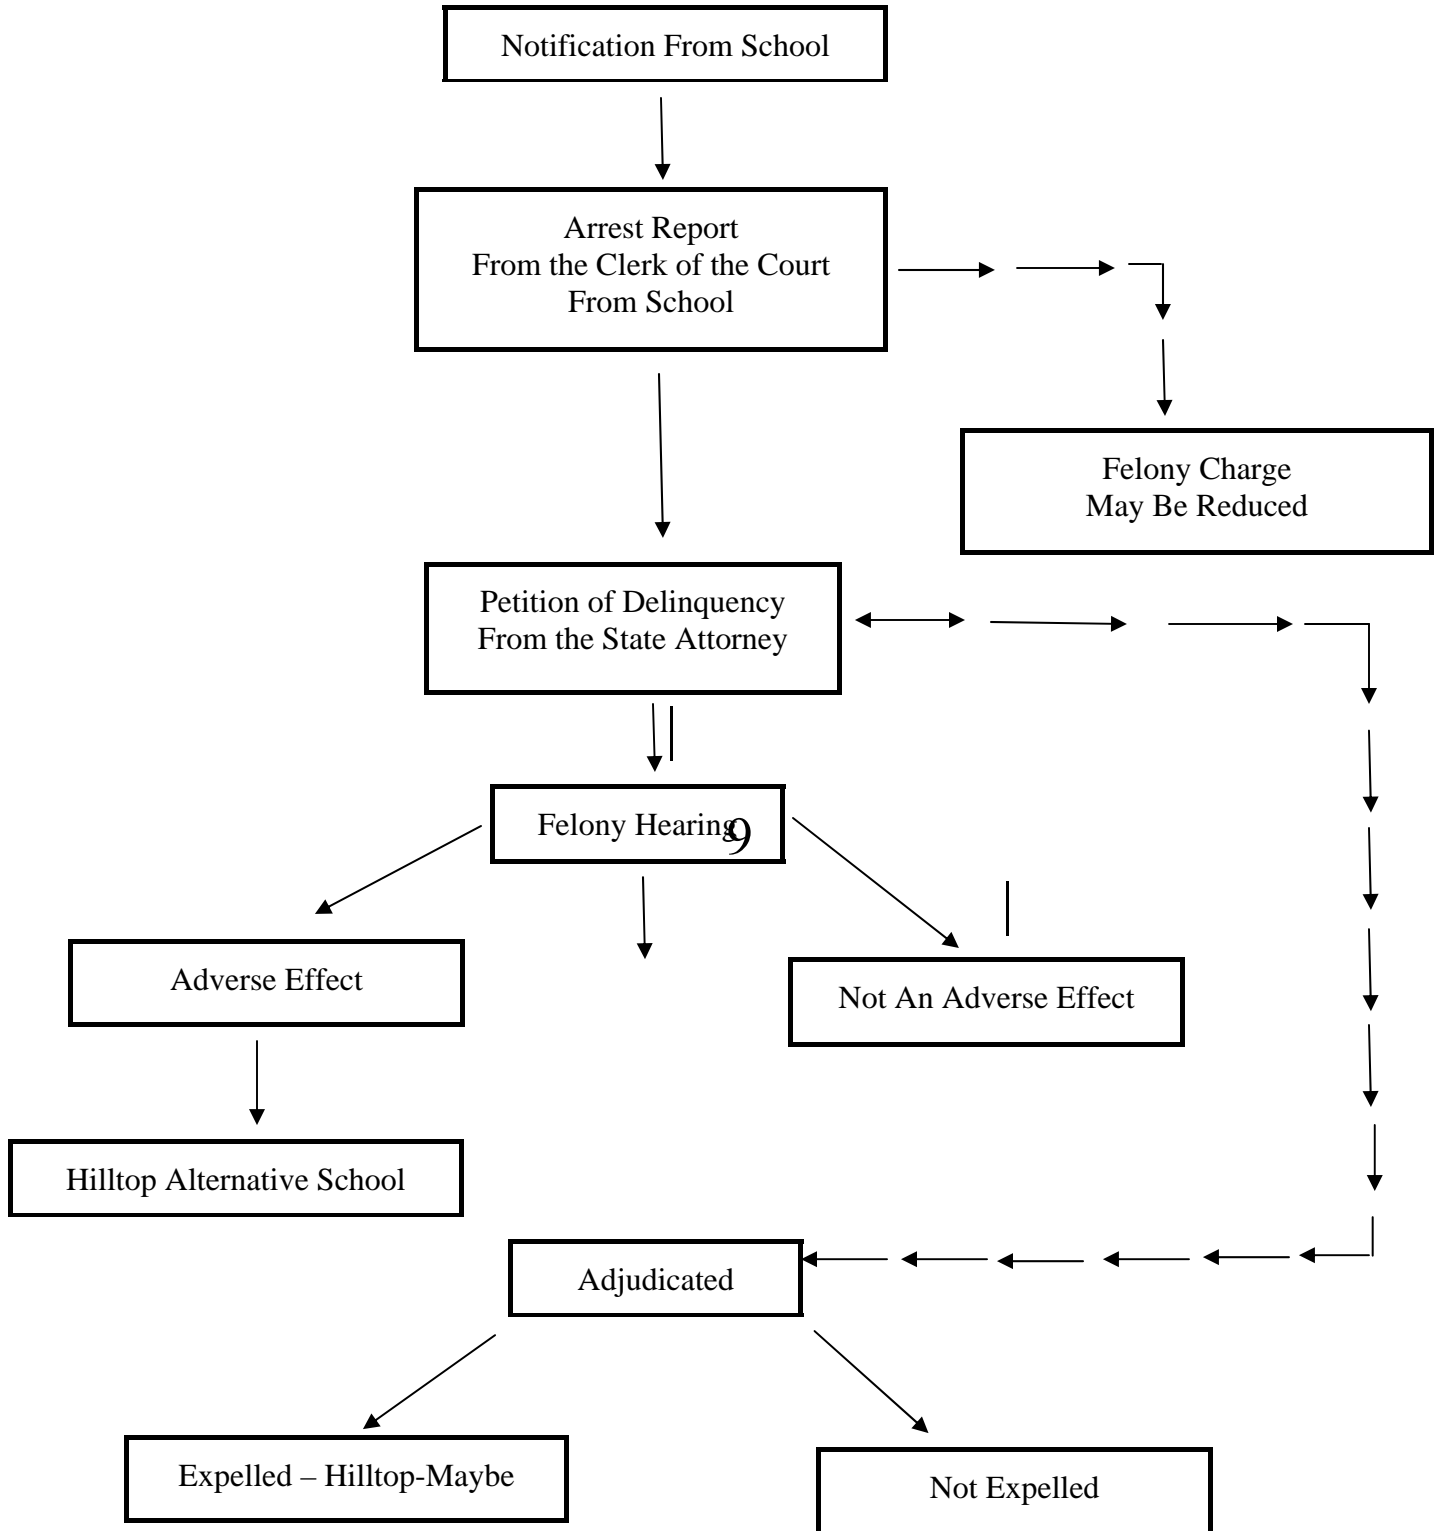 Notification From School
Arrest Report
From the Clerk of the Court
From School
Felony Charge
May Be Reduced
Petition of Delinquency
From the State Attorney
Felony Hearing
9
Adverse Effect
Not An Adverse Effect
Hilltop Alternative School
Adjudicated
Expelled – Hilltop-Maybe
Not Expelled